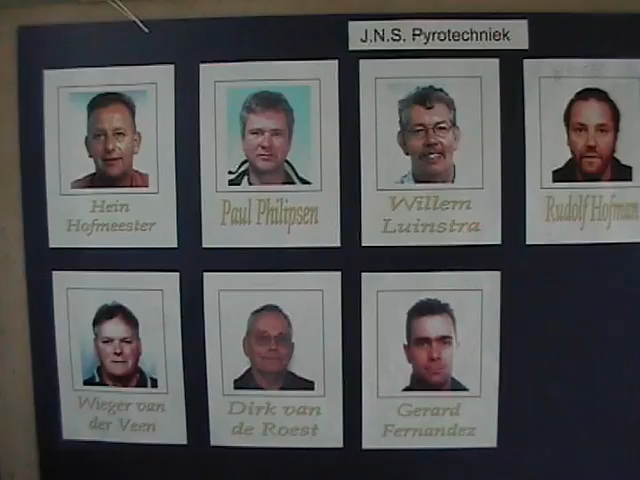 J.N.S. Pyrotechniek
Hein
Hofmeester
Paul Philipsen
Willem
Luinstra
Rudolf Hofman
Wieger van
der Veen
Dirk van
de Roest
Gerard
Fernandez